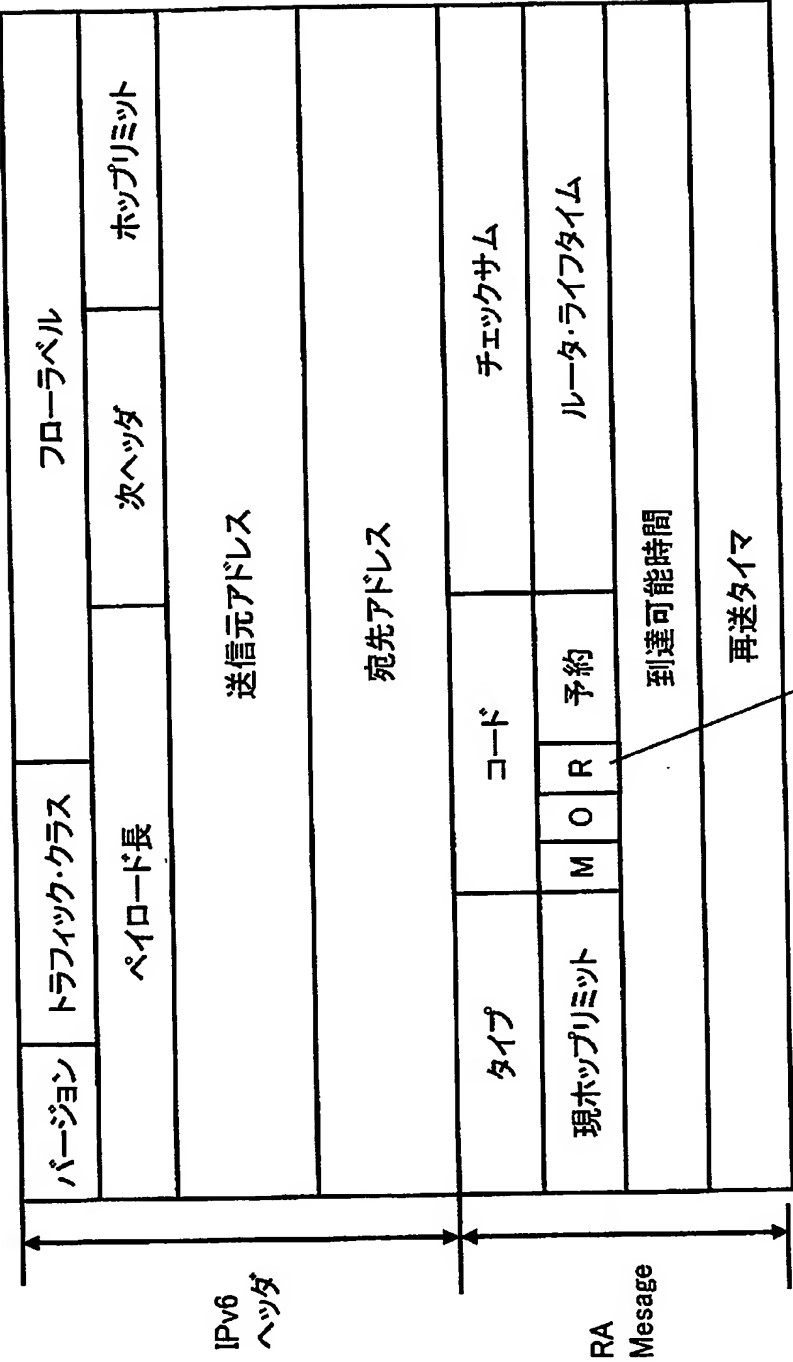 IPv6
ヘッダ
バージョン
トラフィック・クラス
フローラベル
ペイロード長
次ヘッダ
ホップリミット
送信元アドレス
宛先アドレス
RA
Mesage
タイプ
コード
チェックサム
現ホップリミット
M
O
R
予約
ルータ・ライフタイム
到達可能時間
再送タイマ